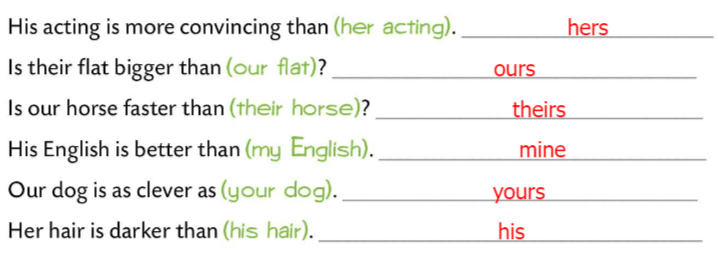 His acting is more convincing than (her acting). hers
Is their flat bigger than (our flat)? ours
Is our horse faster than (their horse)? theirs
His English is better than (my English). mine
Our dog is as clever as (your dog). yours
Her hair is darker than (his hair). his